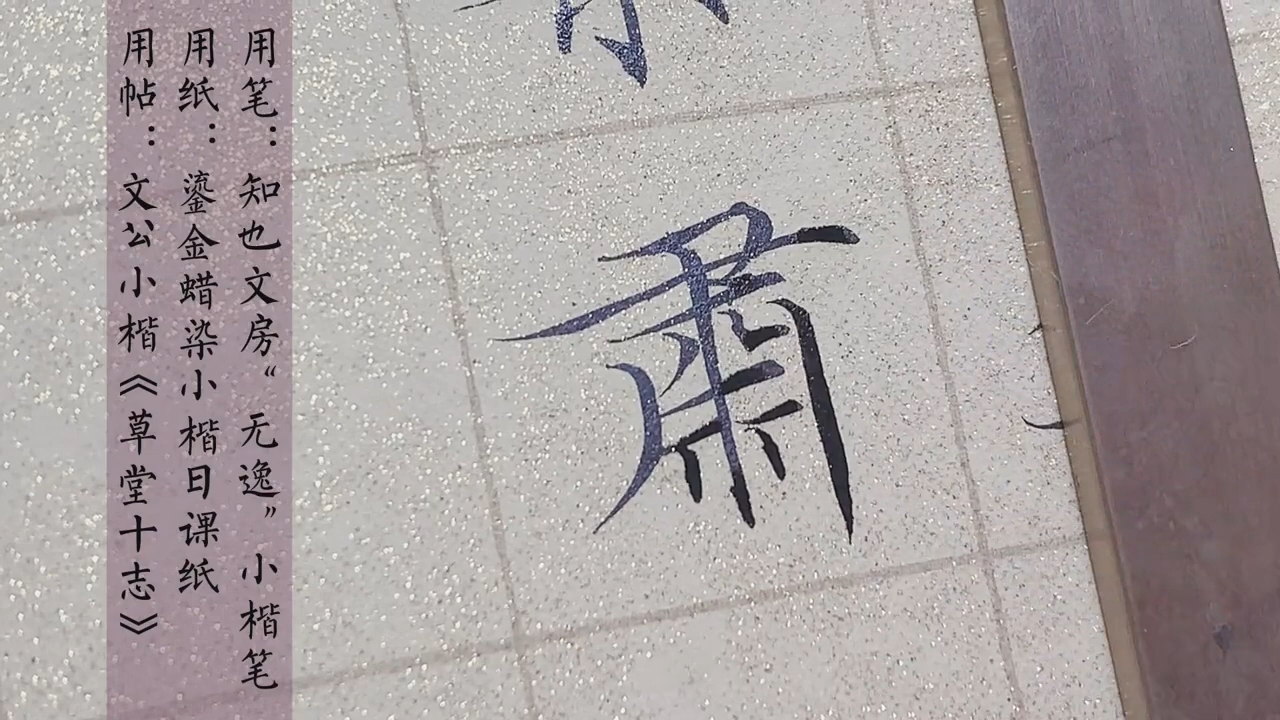 用笔：知也文房“无逸”小楷笔
用纸：鎏金蜡染小楷日课纸
用帖：文公小楷《草堂十志》
肅